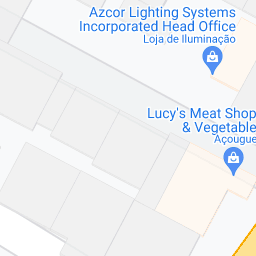 Azcor Lighting Systems
Incorporated Head Office
Loja de Iluminação
Lucy's Meat Shop
& Vegetable
Açougue